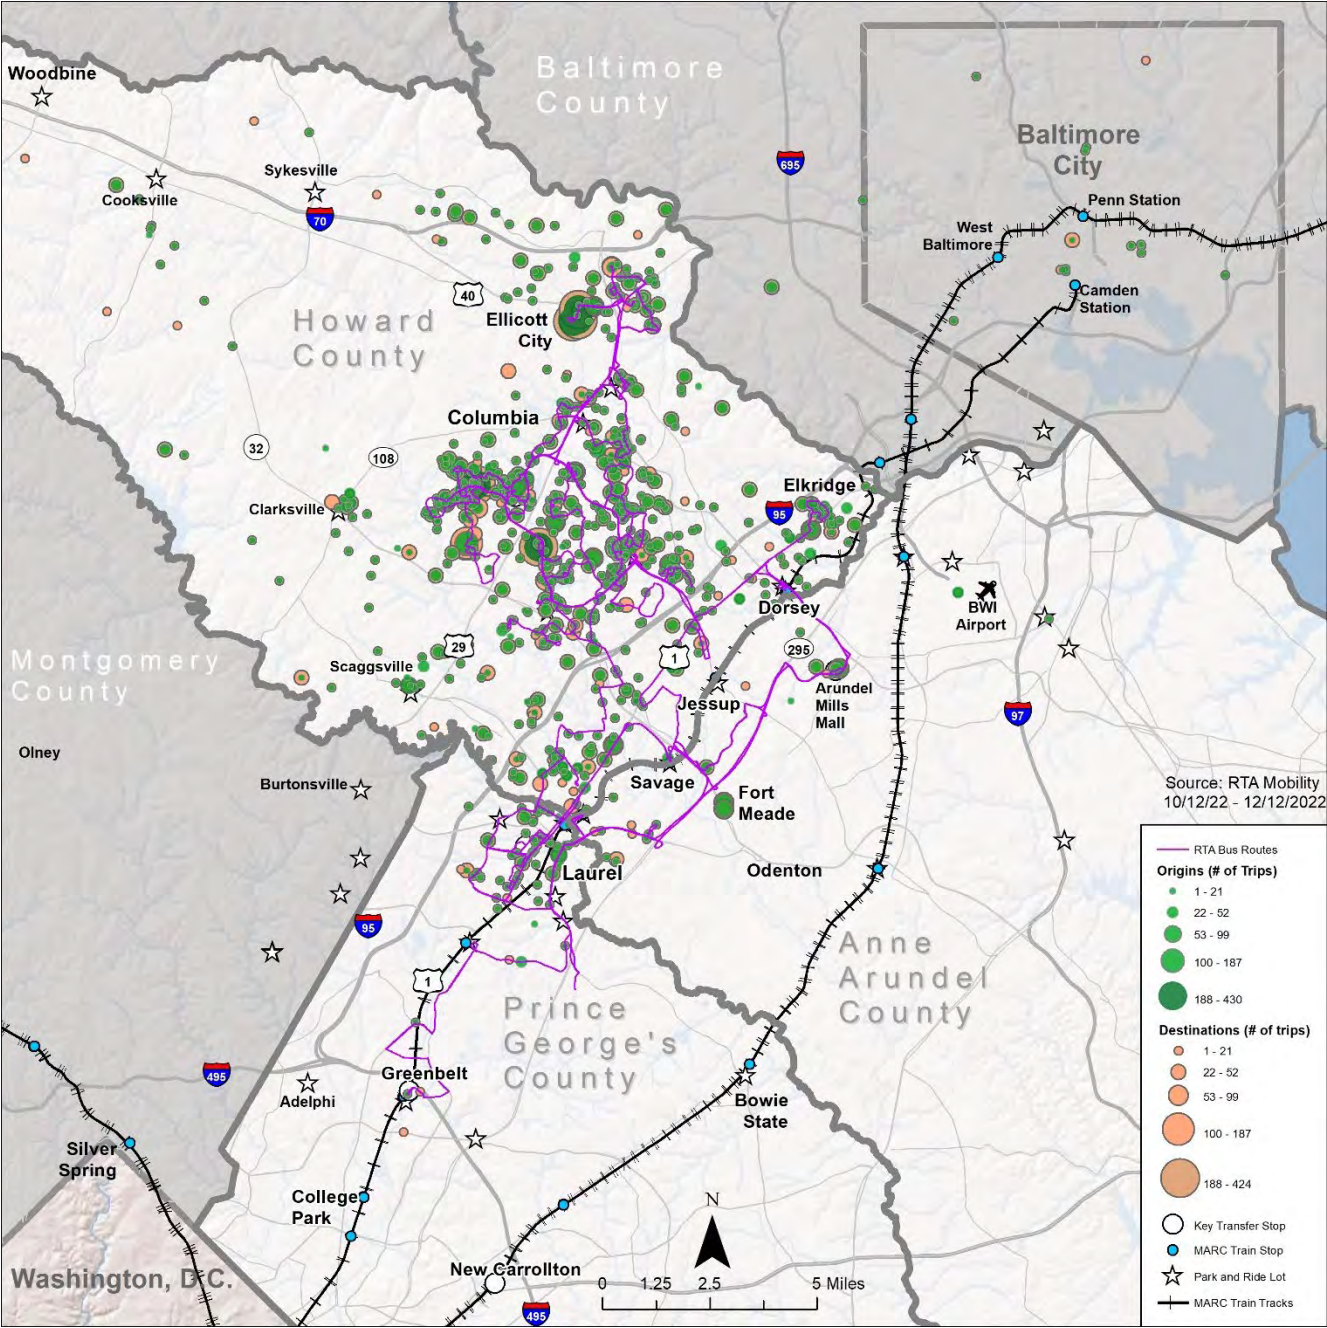 Woodbine
Baltimore
County
695
Baltimore
City
Sykesville
Cooksville
70
Penn Station
West
Baltimore
Camden
Station
40
Ellicott
City
Howard
County
Columbia
32
108
Elkridge
95
Clarksville
Dorsey
BWI
Airport
29
1
295
Scaggsville
Montgomery
County
Arundel
Mills
Mall
Jessup
97
Olney
Burtonsville
Savage
Fort
Meade
Source: RTA Mobility
10/12/22 - 12/12/2022
Laurel
Odenton
95
Anne
Arundel
County
1
Prince
George's
County
495
Greenbelt
Adelphi
Bowie
State
Silver
Spring
College
Park
New Carrollton
Washington, D.C.
495
N
0 1.25 2.5 5 Miles
RTA Bus Routes
Origins (# of Trips)
1 - 21
22 - 52
53 - 99
100 - 187
188 - 430
Destinations (# of trips)
1 - 21
22 - 52
53 - 99
100 - 187
188 - 424
Key Transfer Stop
MARC Train Stop
Park and Ride Lot
MARC Train Tracks